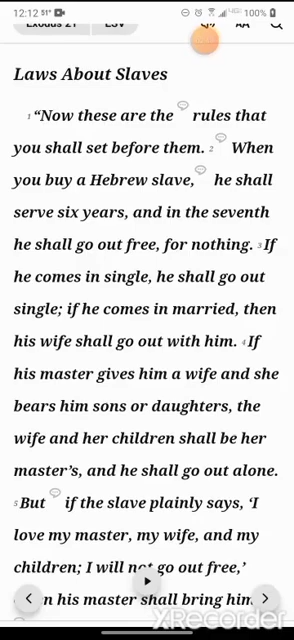 12:12 51°
100%
Exodus 21 ESV
AA
Laws About Slaves
1 “Now these are the rules that
you shall set before them. 2 When
you buy a Hebrew slave, he shall
serve six years, and in the seventh
he shall go out free, for nothing. 3 If
he comes in single, he shall go out
single; if he comes in married, then
his wife shall go out with him. 4 If
his master gives him a wife and she
bears him sons or daughters, the
wife and her children shall be her
master’s, and he shall go out alone.
5 But if the slave plainly says, ‘I
love my master, my wife, and my
children; I will not go out free,’
his master shall bring him
XRecorder